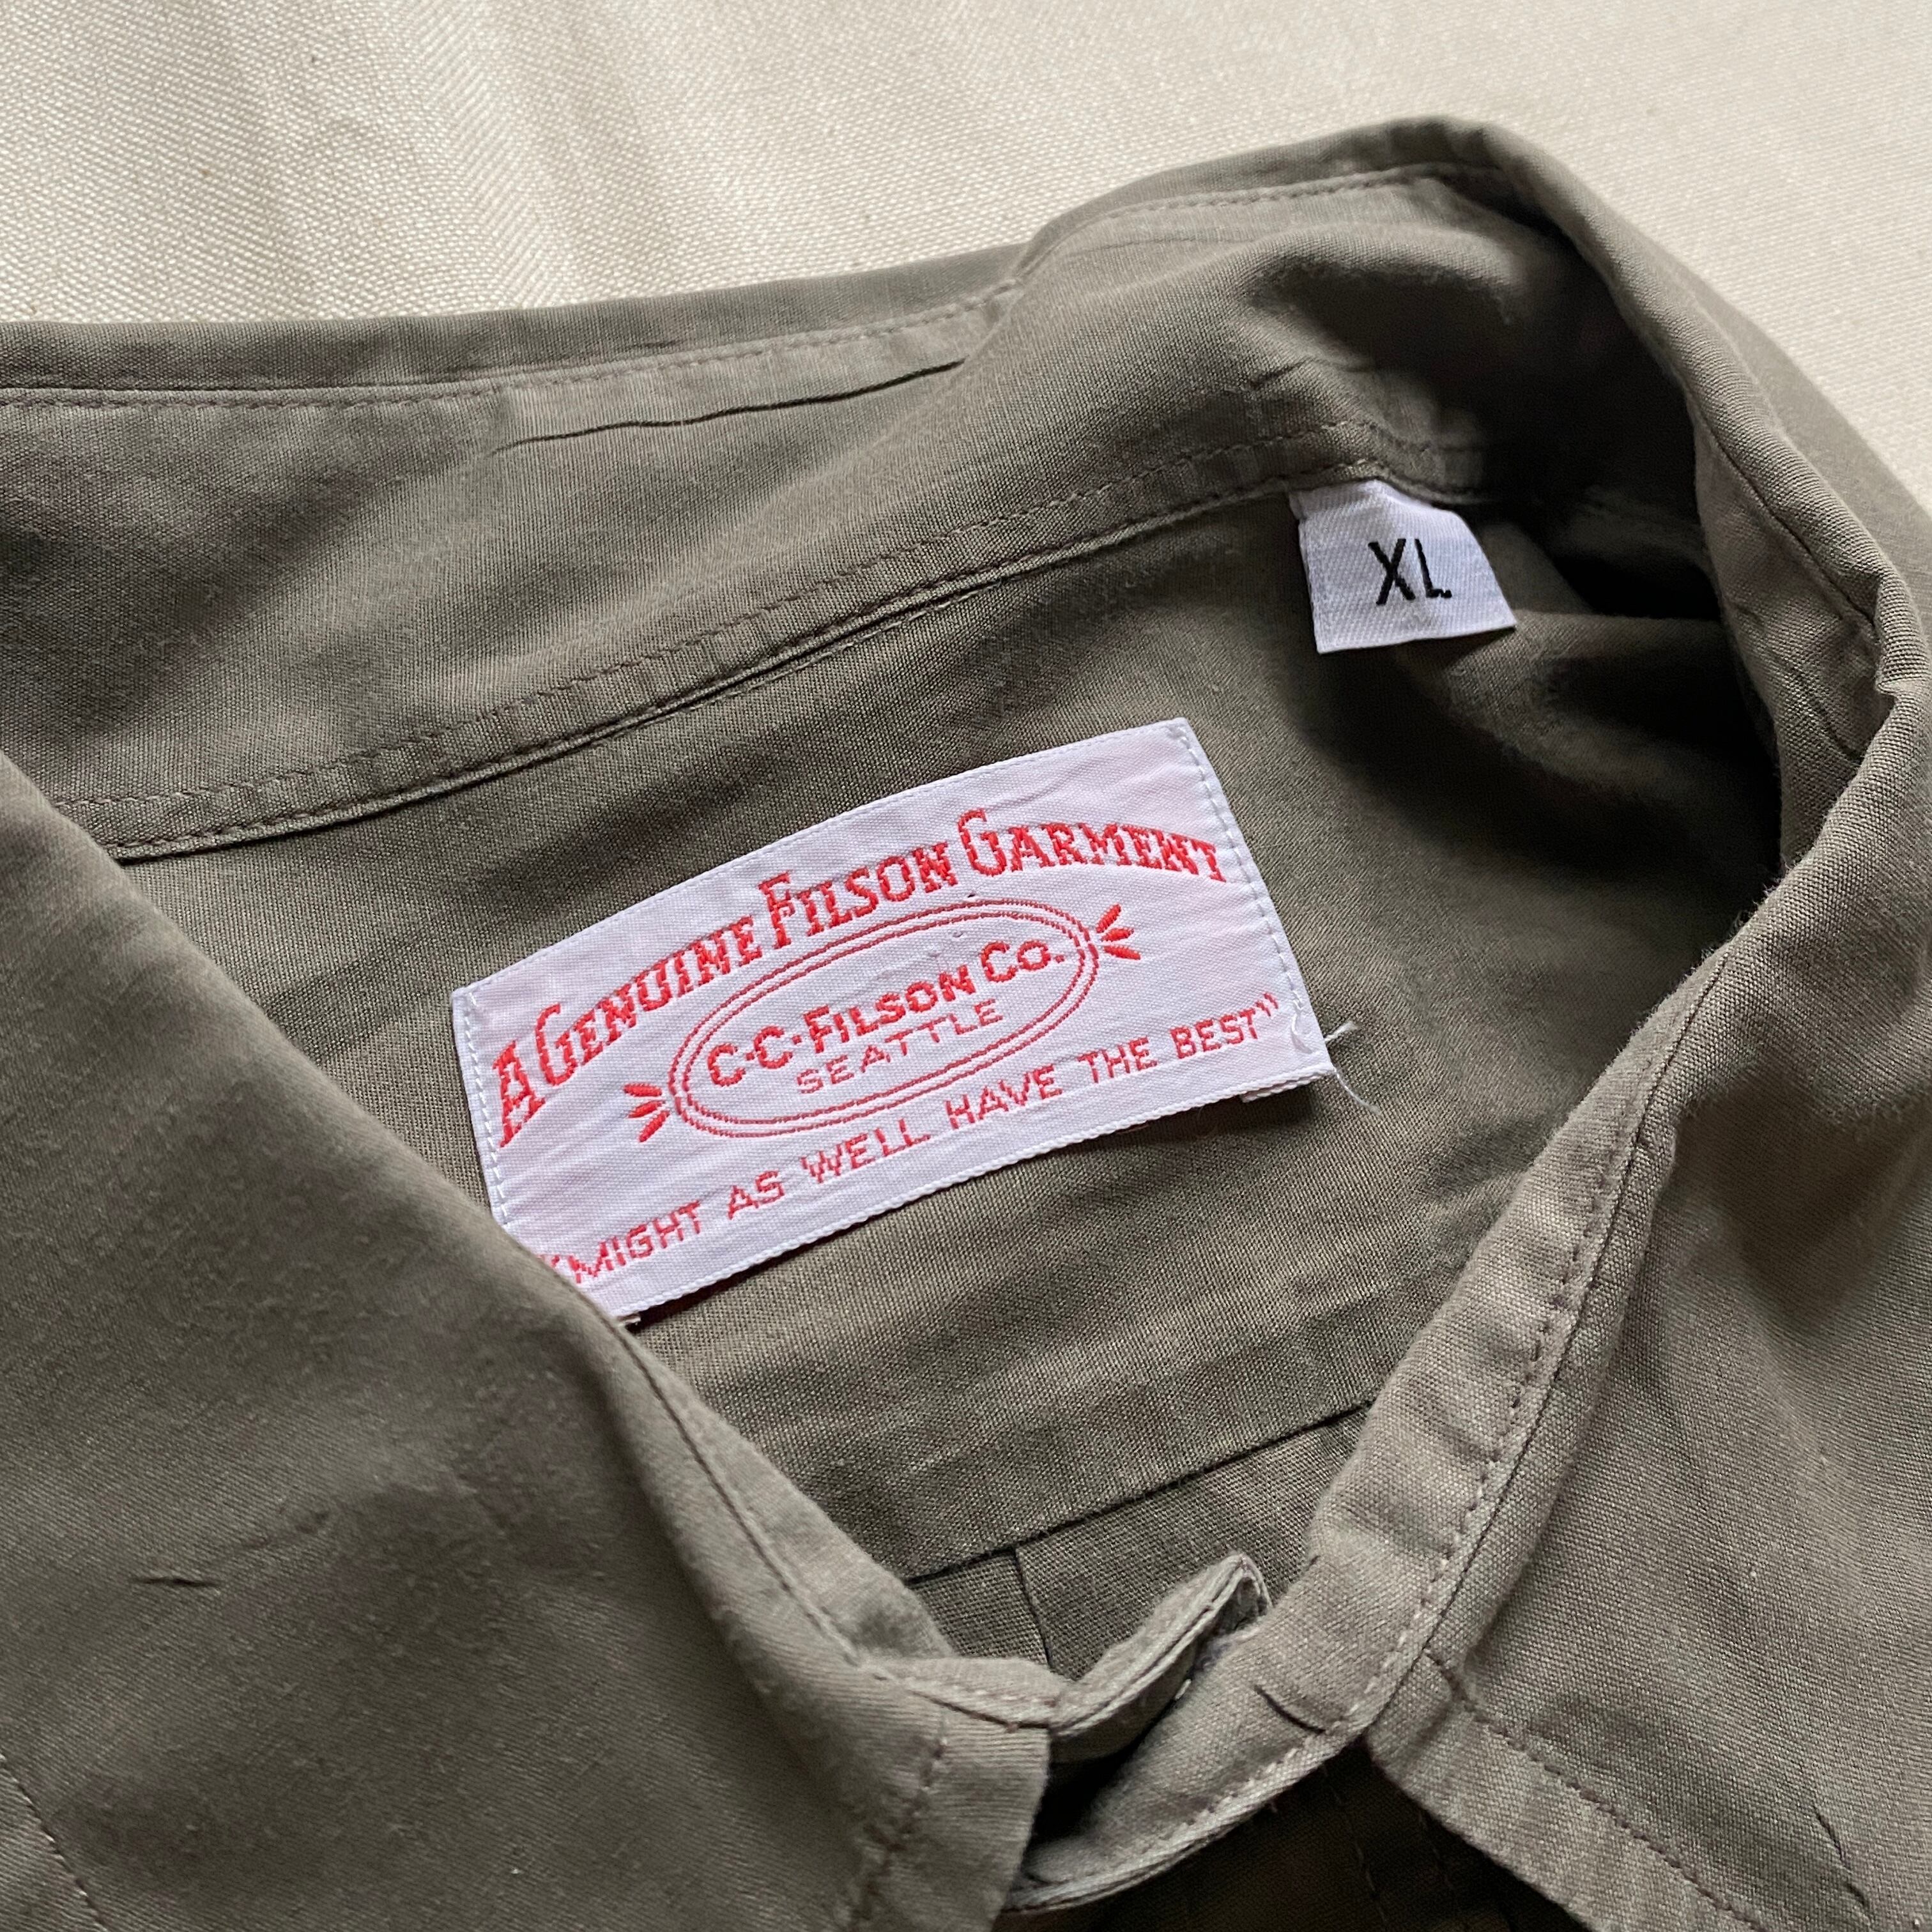 XL
A GENUINE FILSON GARMENT
C·C·FILSON CO.
SEATTLE
"MIGHT AS WELL HAVE THE BEST"